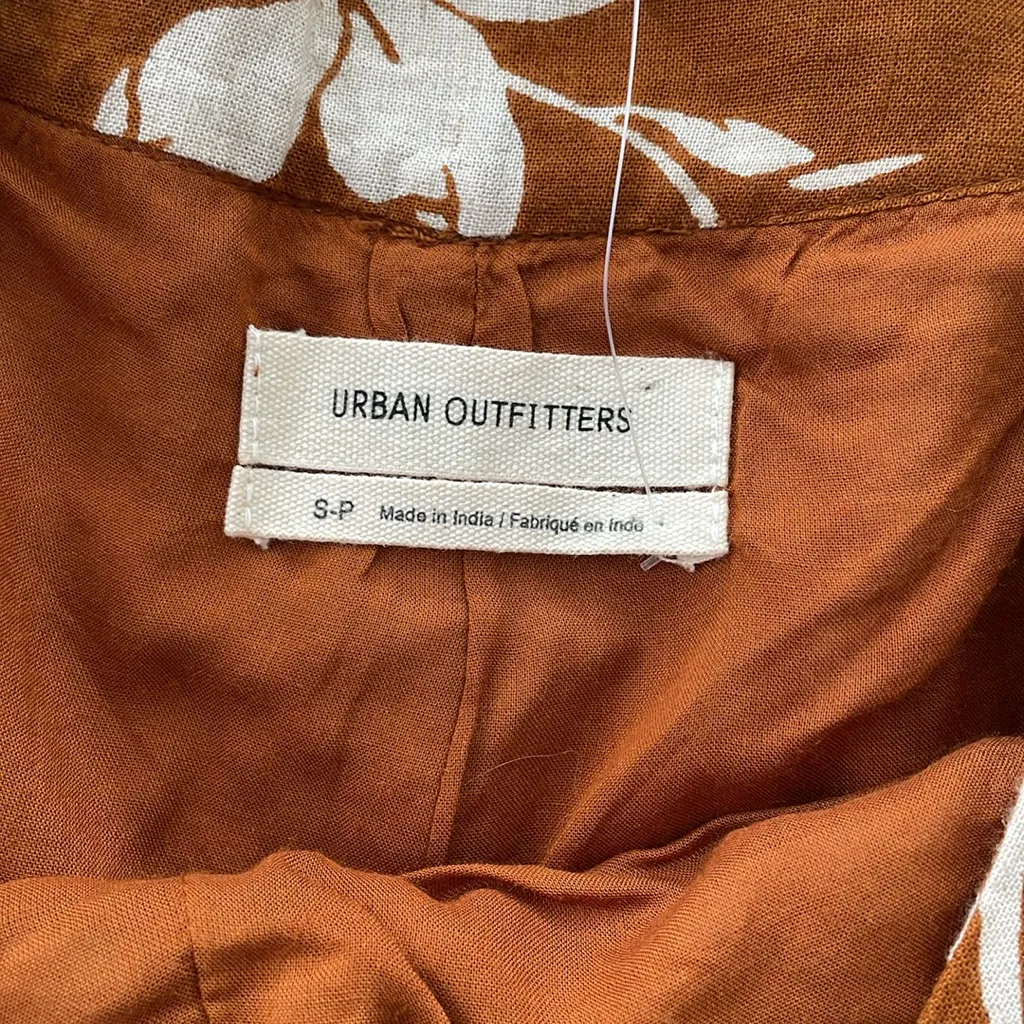 URBAN OUTFITTERS
S-P Made in India / Fabriqué en Inde